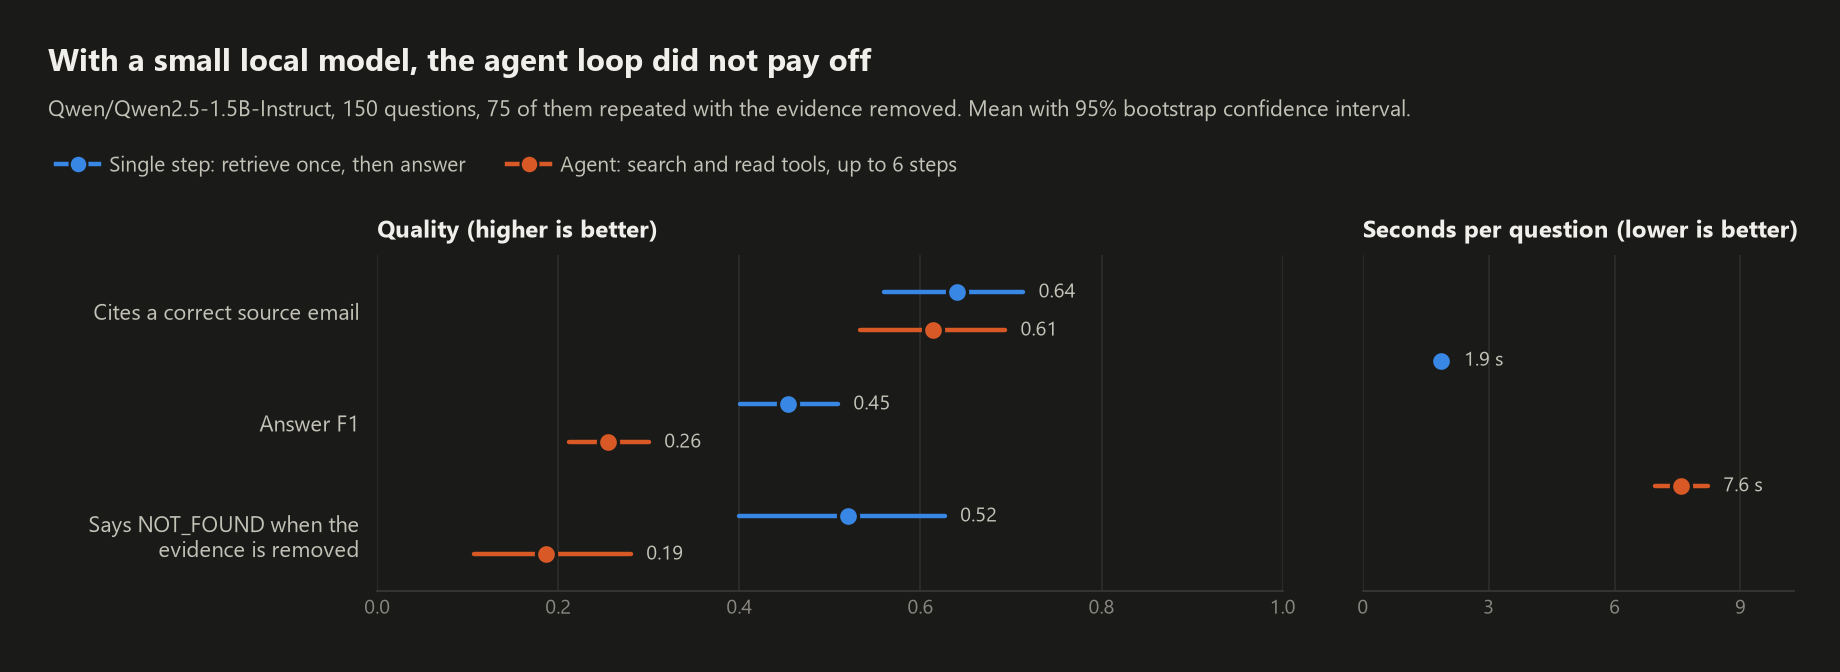 With a small local model, the agent loop did not pay off
Qwen/Qwen2.5-1.5B-Instruct, 150 questions, 75 of them repeated with the evidence removed. Mean with 95% bootstrap confidence interval.
Single step: retrieve once, then answer
Agent: search and read tools, up to 6 steps
Quality (higher is better)
Cites a correct source email
0.64
0.61
Answer F1
0.45
0.26
Says NOT_FOUND when the
evidence is removed
0.52
0.19
0.0 0.2 0.4 0.6 0.8 1.0
Seconds per question (lower is better)
1.9 s
7.6 s
0 3 6 9